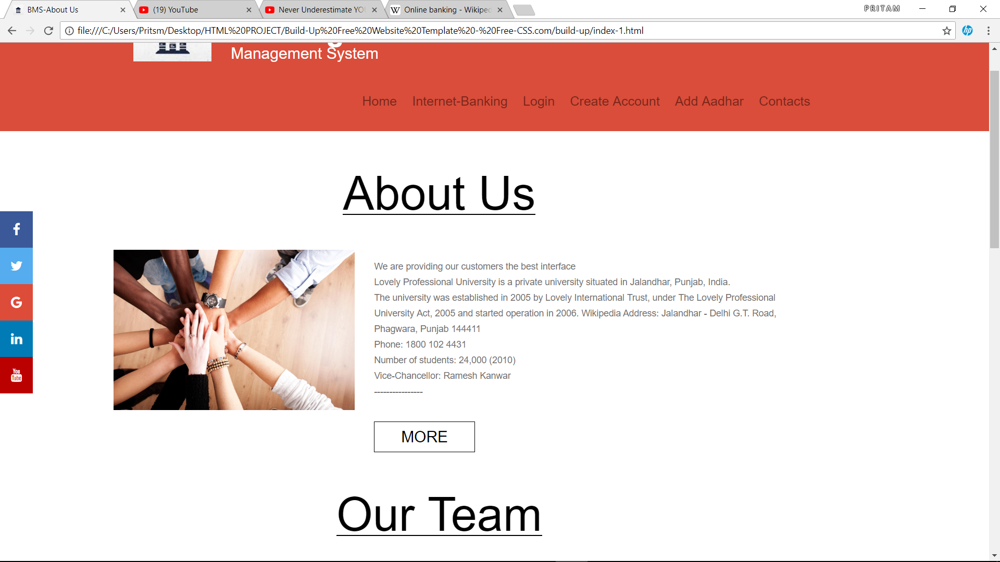 BMS-About Us
(19) YouTube
Never Underestimate YO
Online banking - Wikiped
PRITAM
file:///C:/Users/Pritsm/Desktop/HTML%20PROJECT/Build-Up%20Free%20Website%20Template%20-%20Free-CSS.com/build-up/index-1.html
Management System
Home Internet-Banking Login Create Account Add Aadhar Contacts
About Us
We are providing our customers the best interface
Lovely Professional University is a private university situated in Jalandhar, Punjab, India.
The university was established in 2005 by Lovely International Trust, under The Lovely Professional
University Act, 2005 and started operation in 2006. Wikipedia Address: Jalandhar - Delhi G.T. Road,
Phagwara, Punjab 144411
Phone: 1800 102 4431
Number of students: 24,000 (2010)
Vice-Chancellor: Ramesh Kanwar
----------------
MORE
You
Tube
Our Team